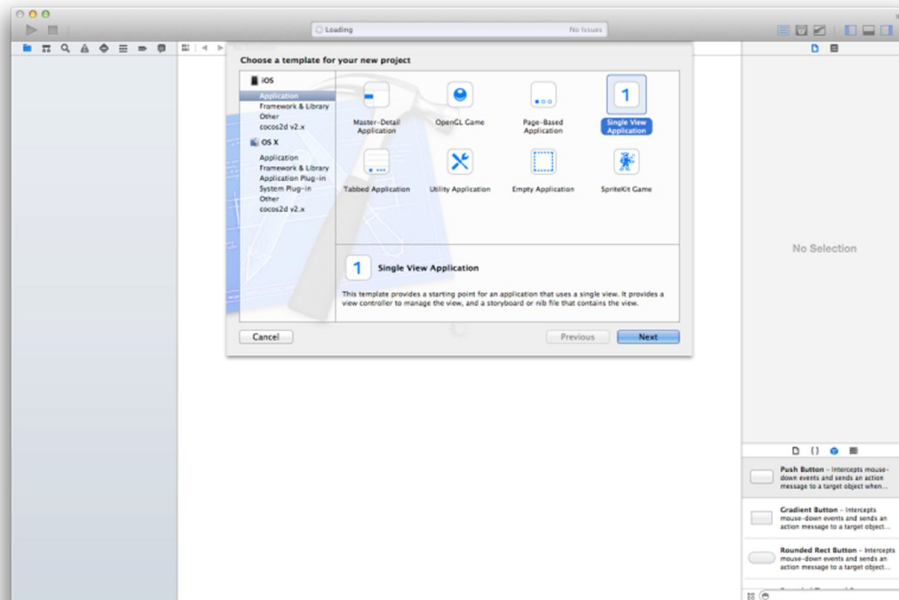 Loading
No Issues
Choose a template for your new project
iOS
Application
Framework & Library
Other
cocos2d v2.x
OS X
Application
Framework & Library
Application Plug-in
System Plug-in
Other
cocos2d v2.x
Master-Detail
Application
OpenGL Game
Page-Based
Application
1
Single View
Application
Tabbed Application
Utility Application
Empty Application
SpriteKit Game
1
Single View Application
This template provides a starting point for an application that uses a single view. It provides a
view controller to manage the view, and a storyboard or nib file that contains the view.
Cancel
Previous
Next
No Selection
Push Button - Intercepts mouse-
down events and sends an action
message to a target object when...
Gradient Button - Intercepts
mouse-down events and sends an
action message to a target object...
Rounded Rect Button - Intercepts
mouse-down events and sends an
action message to a target object...